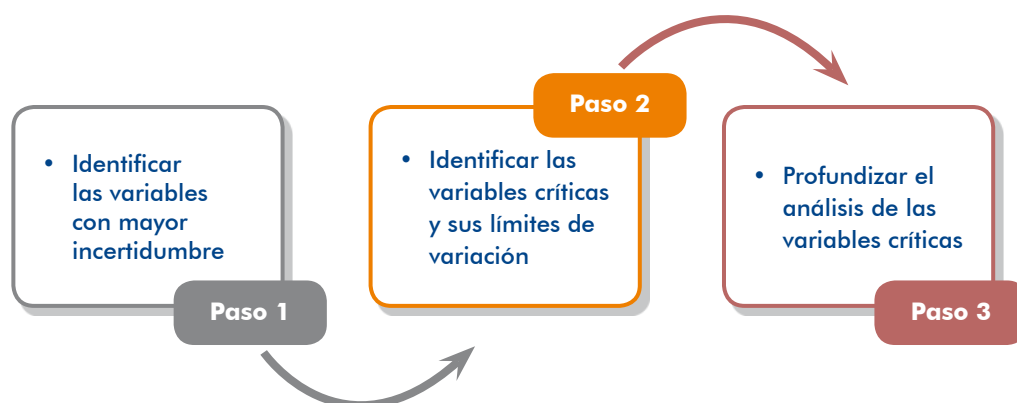 • Identificar
las variables
con mayor
incertidumbre
Paso 1
Paso 2
• Identificar las
variables críticas
y sus límites de
variación
• Profundizar el
análisis de las
variables críticas
Paso 3